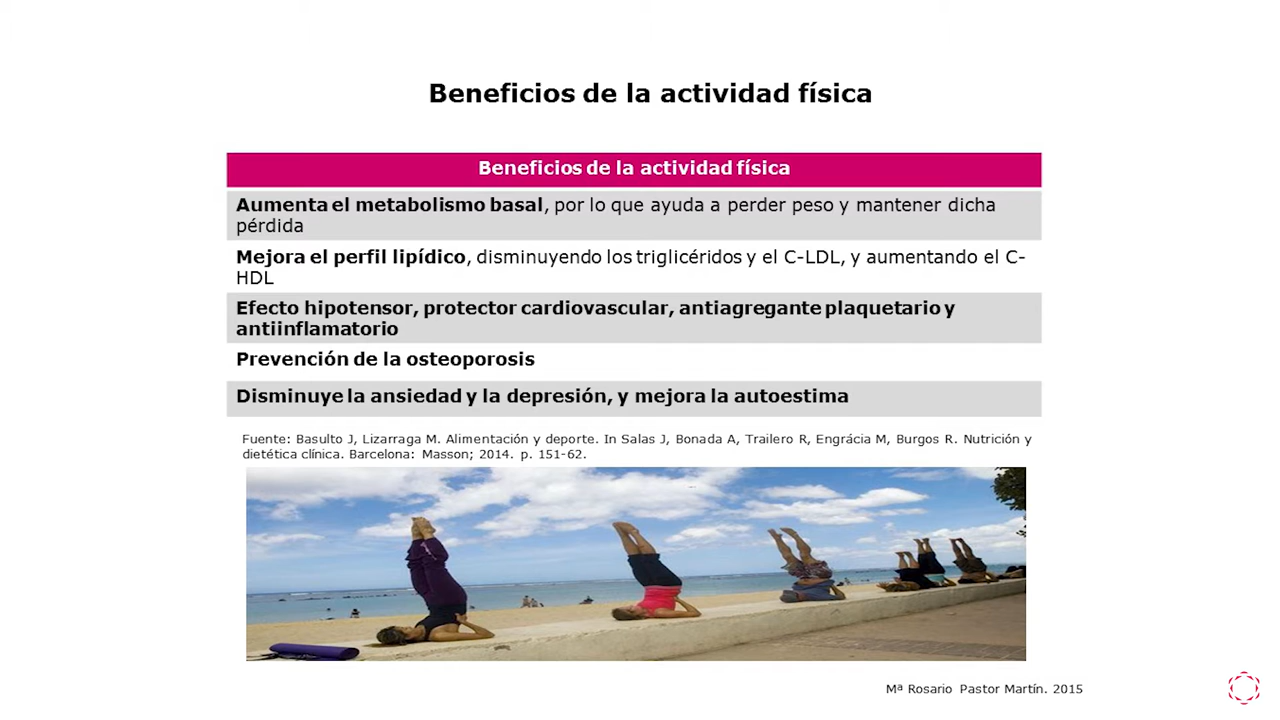 Beneficios de la actividad física
Beneficios de la actividad física
Aumenta el metabolismo basal, por lo que ayuda a perder peso y mantener dicha
pérdida
Mejora el perfil lipídico, disminuyendo los triglicéridos y el C-LDL, y aumentando el C-
HDL
Efecto hipotensor, protector cardiovascular, antiagregante plaquetario y
antiinflamatorio
Prevención de la osteoporosis
Disminuye la ansiedad y la depresión, y mejora la autoestima
Fuente: Basulto J, Lizarraga M. Alimentación y deporte. In Salas J, Bonada A, Trailero R, Engrácia M, Burgos R. Nutrición y
dietética clínica. Barcelona: Masson; 2014. p. 151-62.
Mª Rosario Pastor Martín. 2015